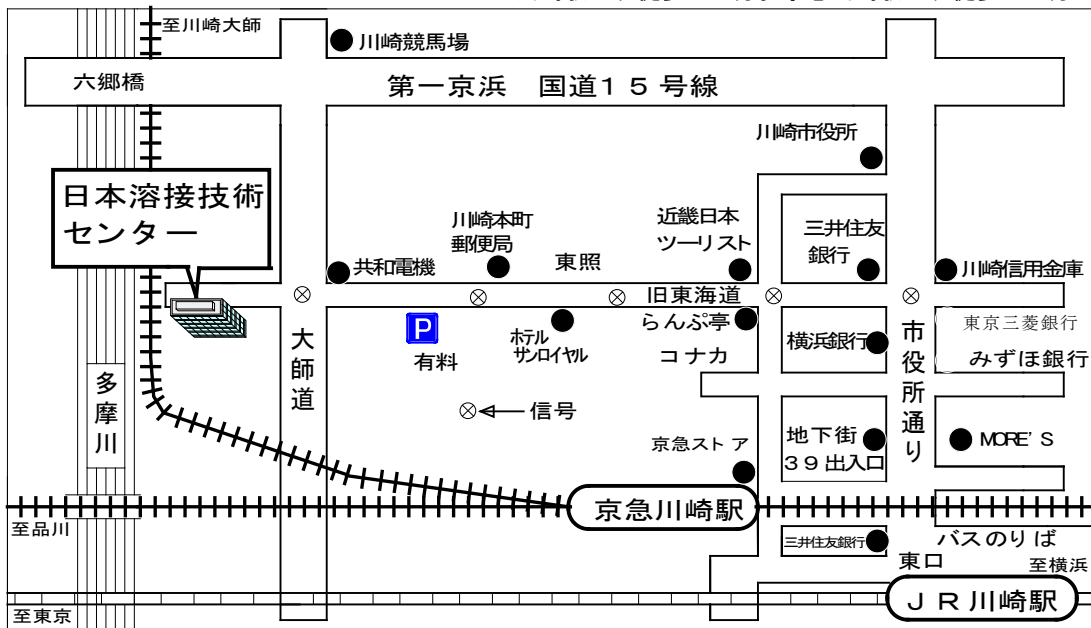 至川崎大師
川崎競馬場
六郷橋
第一京浜 国道15号線
川崎市役所
日本溶接技術
センター
川崎本町
郵便局
近畿日本
ツーリスト
三井住友
銀行
共和電機
東照
川崎信用金庫
旧東海道
P
有料
ホテル
サンロイヤル
らんぷ亭
コナカ
横浜銀行
東京三菱銀行
みずほ銀行
大師道
市役所通り
多摩川
信号
京急ストア
地下街
39出入口
MORE'S
京急川崎駅
至品川
三井住友銀行
バスのりば
東口
至横浜
至東京
JR川崎駅